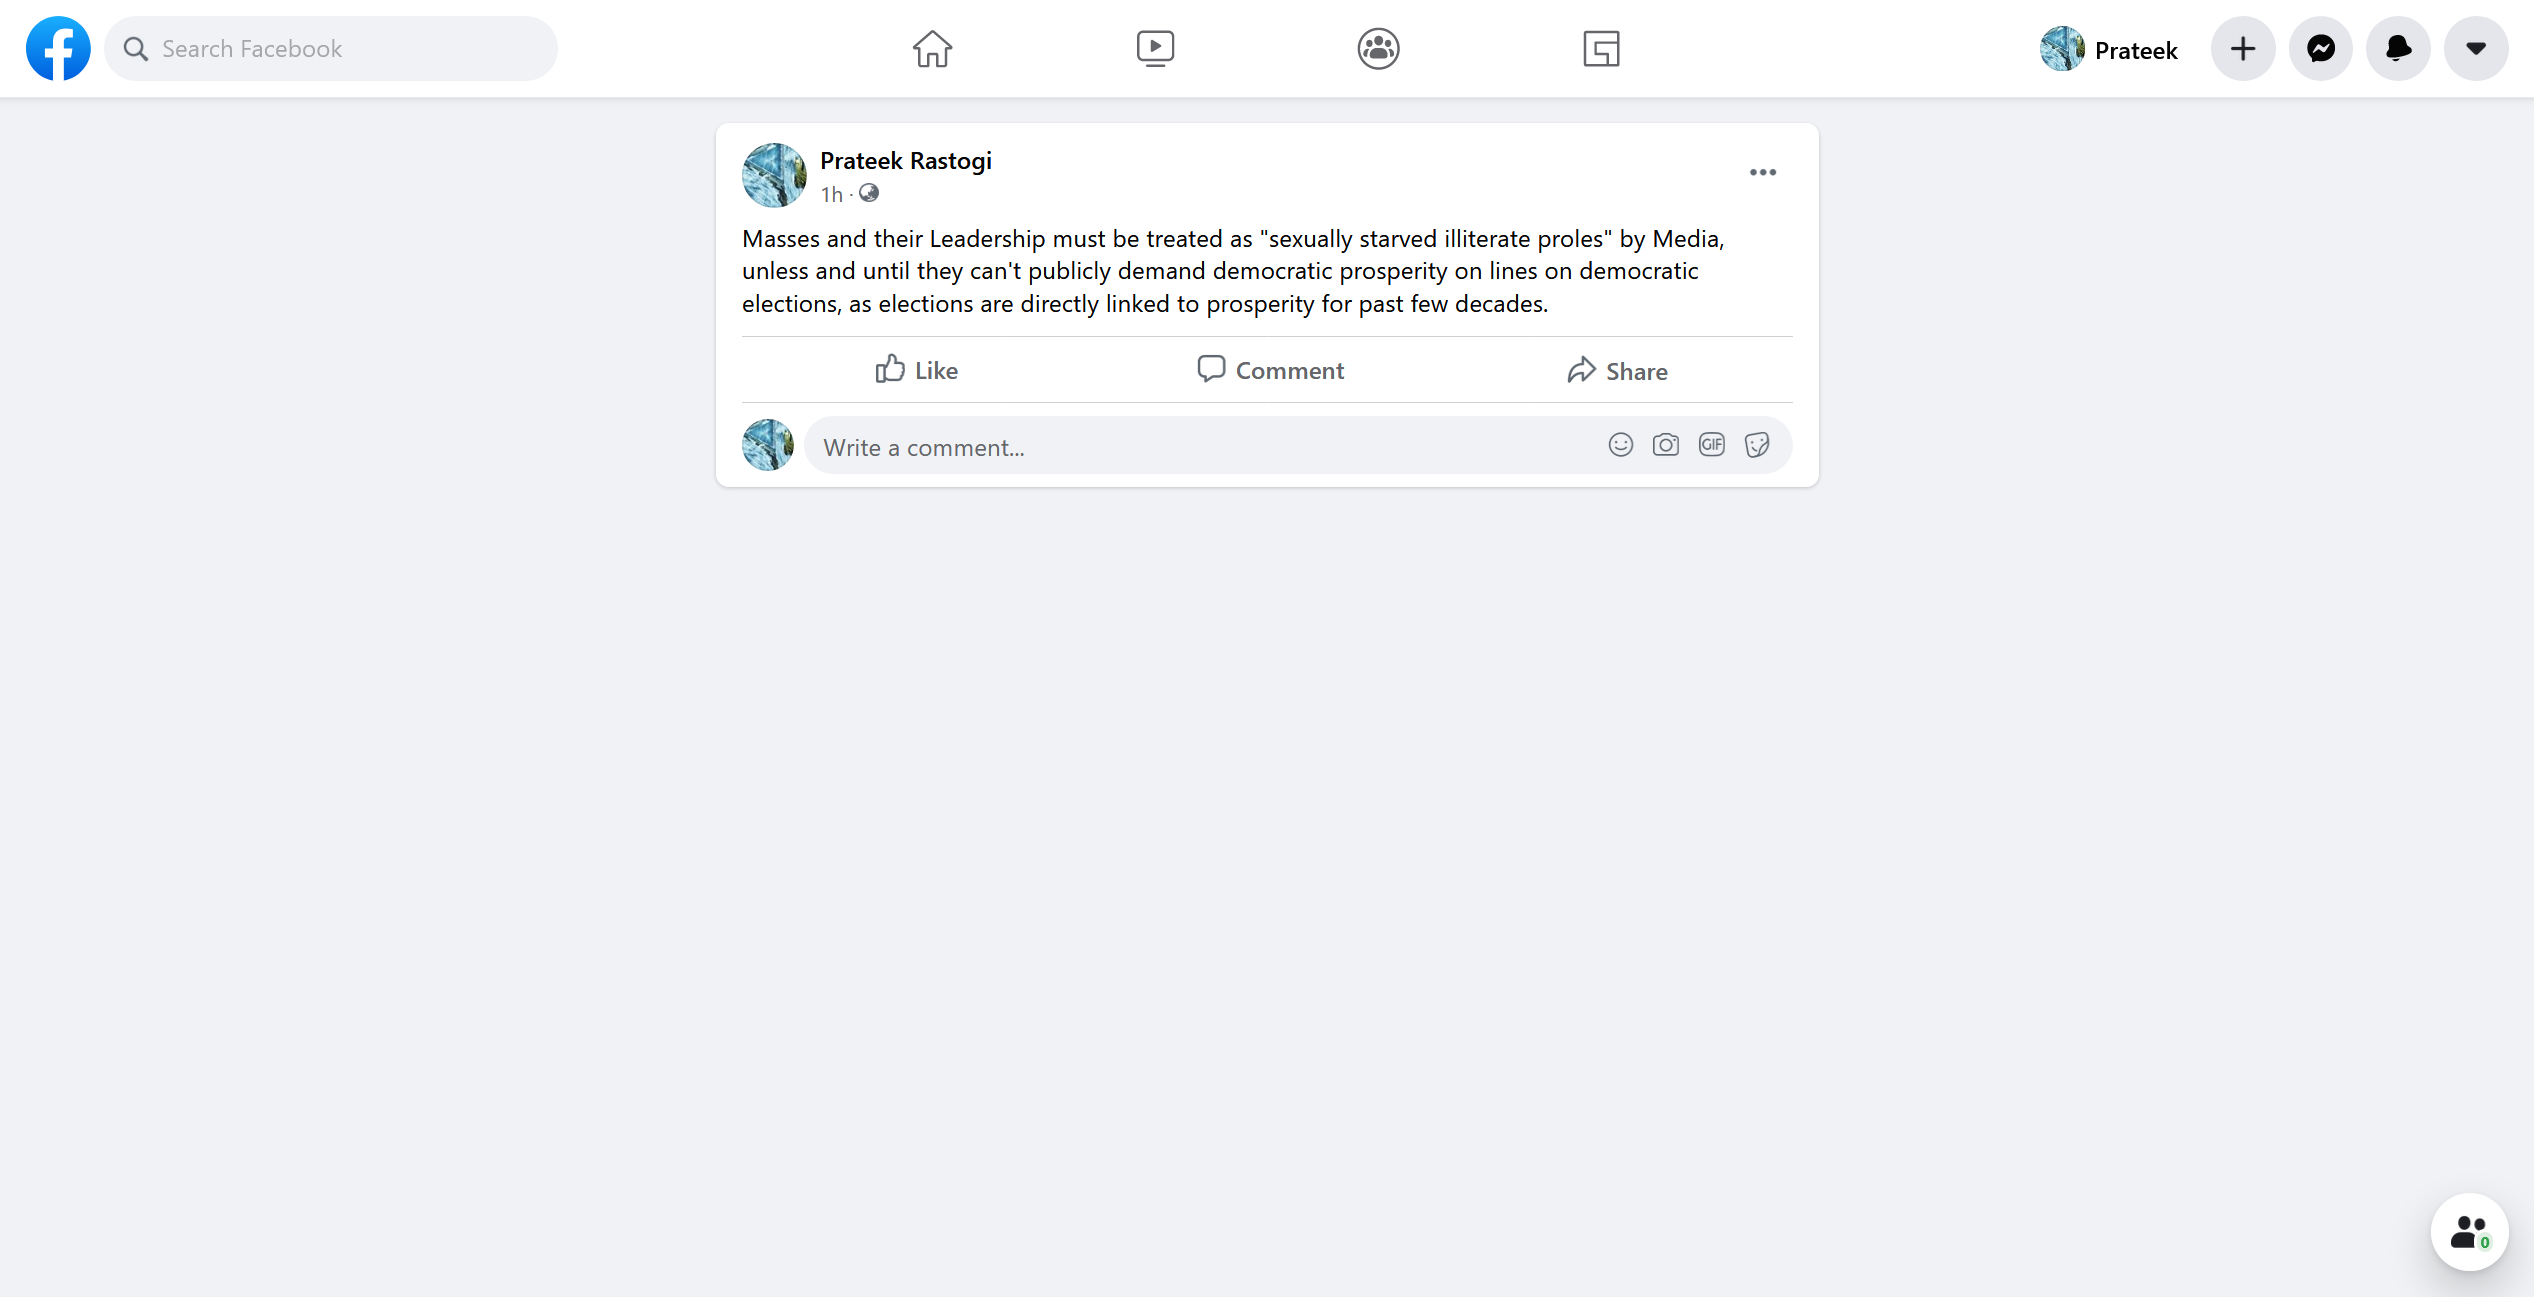 Search Facebook
Prateek
Prateek Rastogi
1h ·
Masses and their Leadership must be treated as "sexually starved illiterate proles" by Media,
unless and until they can't publicly demand democratic prosperity on lines on democratic
elections, as elections are directly linked to prosperity for past few decades.
Like
Comment
Share
Write a comment...
GIF
0